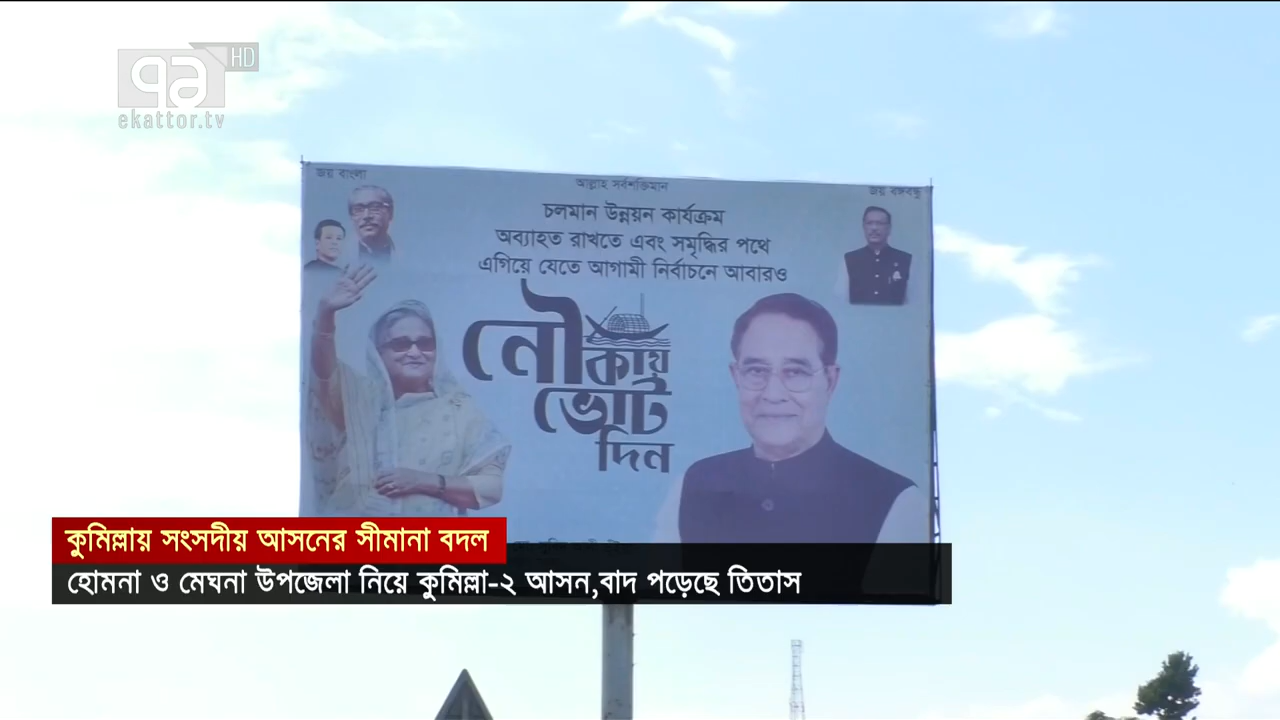 HD
ekattor.tv
জয় বাংলা
আল্লাহ সর্বশক্তিমান
জয় বঙ্গবন্ধু
চলমান উন্নয়ন কার্যক্রম
অব্যাহত রাখতে এবং সমৃদ্ধির পথে
এগিয়ে যেতে আগামী নির্বাচনে আবারও
নৌকায়
ভোট
দিন
কুমিল্লায় সংসদীয় আসনের সীমানা বদল
হোমনা ও মেঘনা উপজেলা নিয়ে কুমিল্লা-২ আসন,বাদ পড়েছে তিতাস